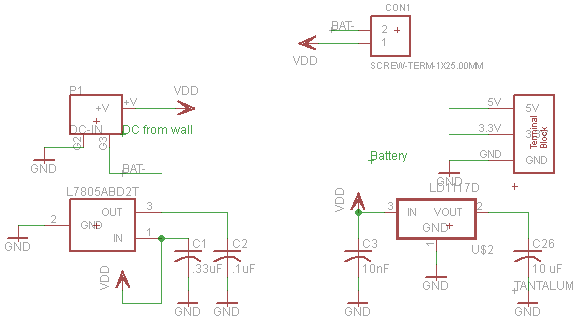 CON1
BAT-
2
1
VDD
SCREW-TERM-1X25.00MM
P1
VDD
+V
+V
DC-IN
DC from wall
G2
G3
GND
BAT-
5V
5V
3.3V
GND
GND
Terminal
Block
GND
Battery
L7805ABD2T
OUT
3
2
GND
IN
1
GND
VDD
C1
.33uF
C2
.1uF
GND
GND
LD1117D
VDD
3
IN
VOUT
2
GND
1
U$2
C3
10nF
GND
GND
C26
10 uF
TANTALUM
GND